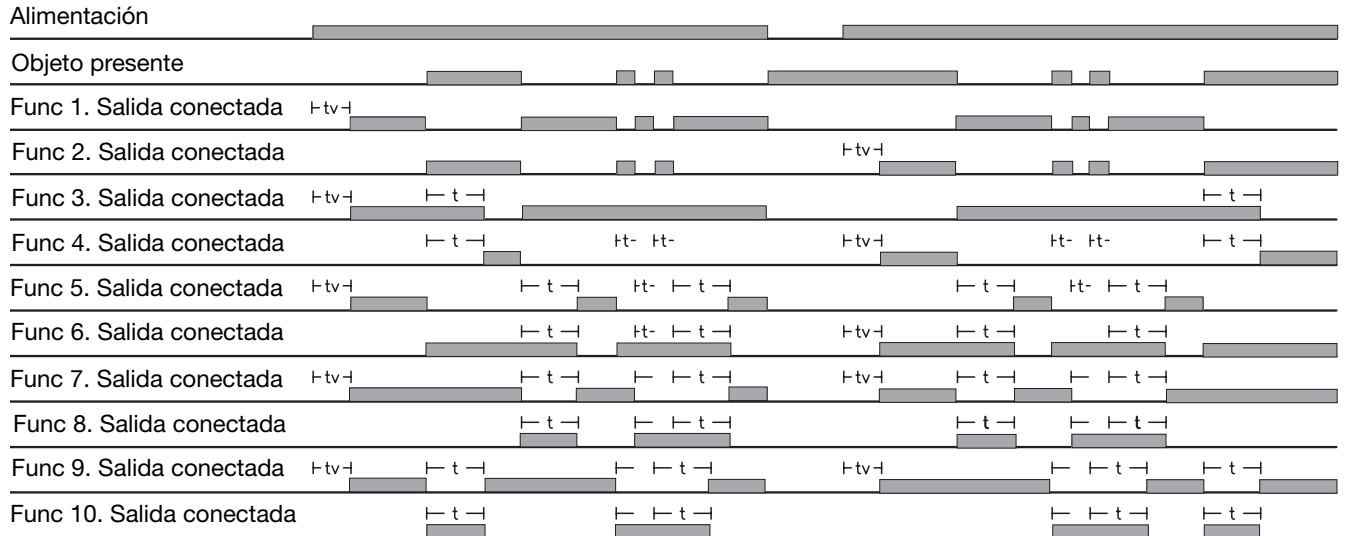 Alimentación
Objeto presente
Func 1. Salida conectada tv
Func 2. Salida conectada tv
Func 3. Salida conectada tv t t
Func 4. Salida conectada t t t tv t t t
Func 5. Salida conectada tv t t t t t t
Func 6. Salida conectada t t t tv t t
Func 7. Salida conectada tv t t tv t t
Func 8. Salida conectada t t t t
Func 9. Salida conectada tv t t tv t t
Func 10. Salida conectada t t t t